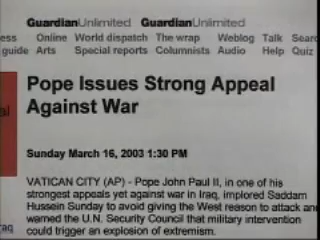 GuardianUnlimited GuardianUnlimited
ess Online World dispatch The wrap Weblog Talk Sear
guide Arts Special reports Columnists Audio Help Quiz
al
Pope Issues Strong Appeal
Against War
Sunday March 16, 2003 1:30 PM
VATICAN CITY (AP) - Pope John Paul II, in one of his
strongest appeals yet against war in Iraq, implored Saddam
Hussein Sunday to avoid giving the West reason to attack and
warned the U.N. Security Council that military intervention
could trigger an explosion of extremism.
raq